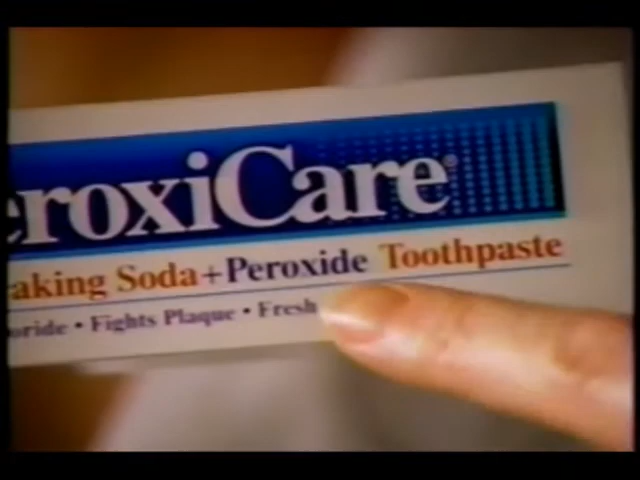 eroxiCare®
aking Soda+Peroxide Toothpaste
oride • Fights Plaque • Fresh